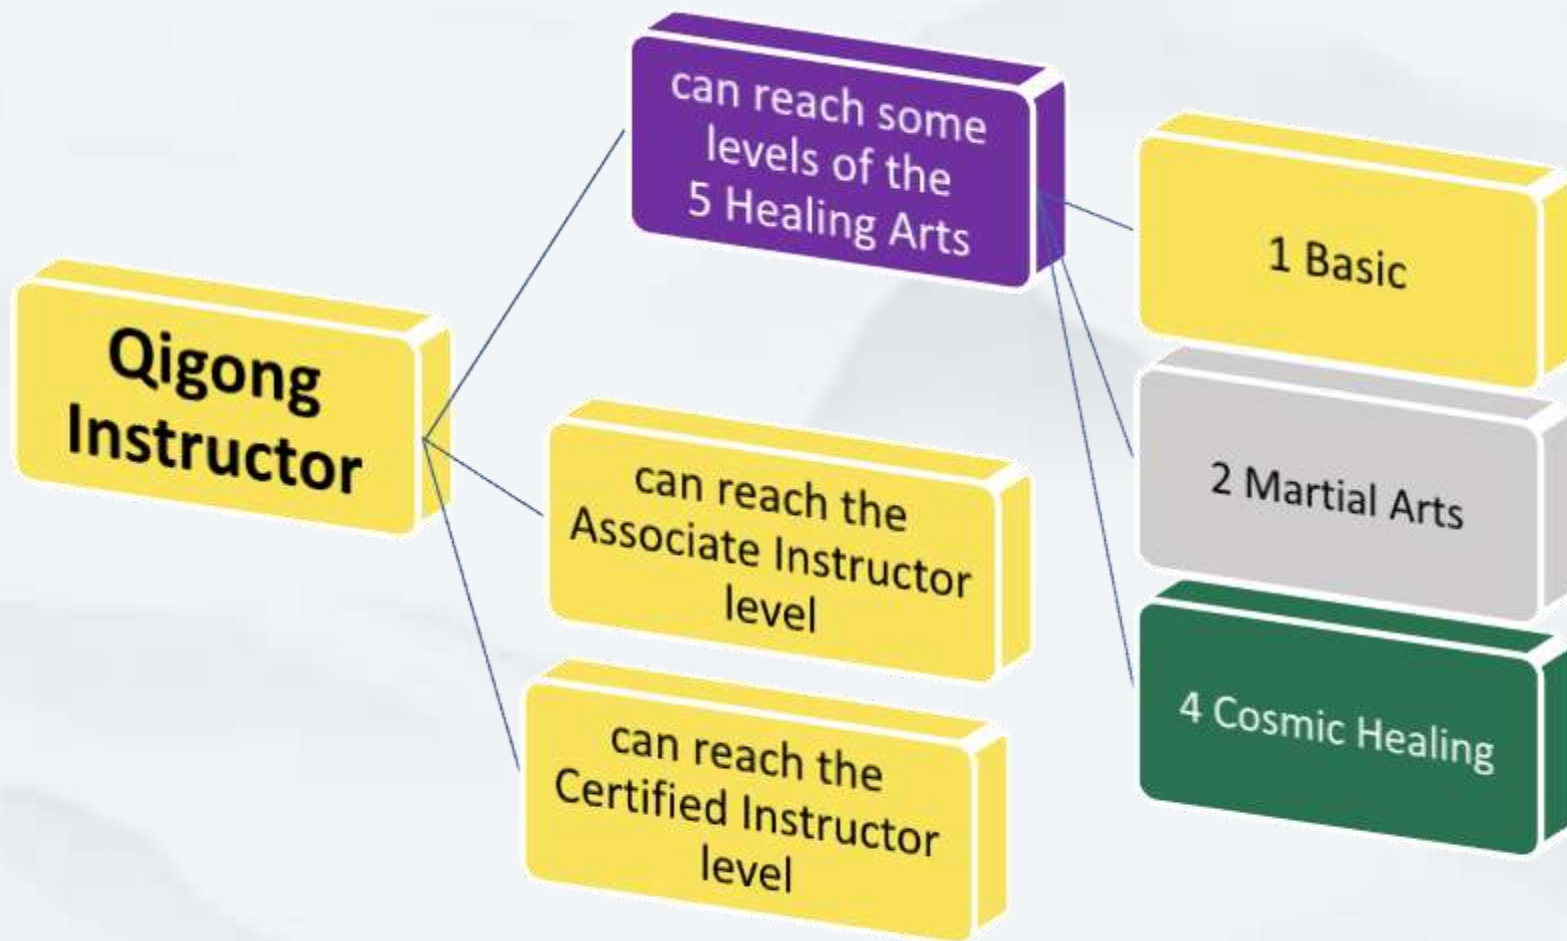 Qigong
Instructor
can reach some
levels of the
5 Healing Arts
can reach the
Associate Instructor
level
can reach the
Certified Instructor
level
1 Basic
2 Martial Arts
4 Cosmic Healing